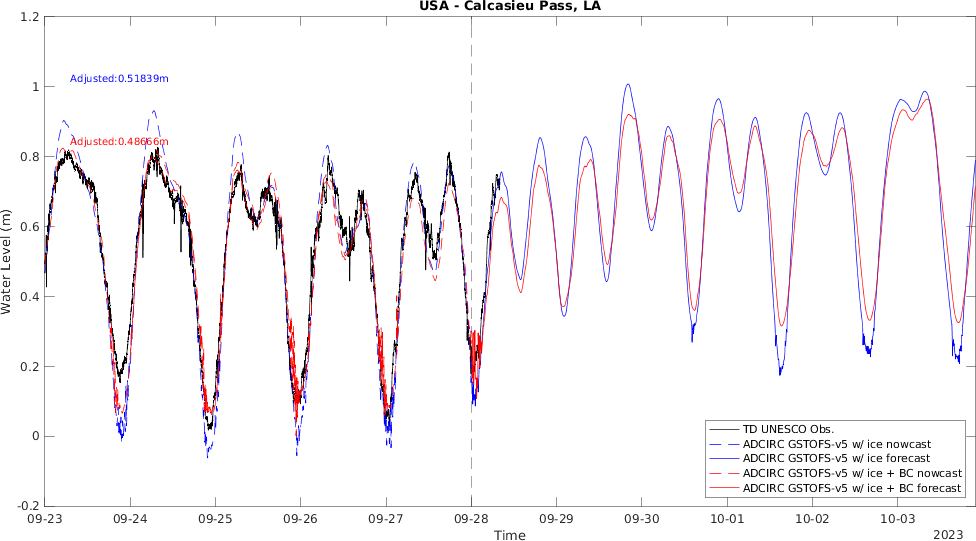 USA - Calcasieu Pass, LA
1.2
1
0.8
0.6
0.4
0.2
0
-0.2
Water Level (m)
Adjusted:0.51839m
Adjusted:0.48666m
TD UNESCO Obs.
ADCIRC GSTOFS-v5 w/ ice nowcast
ADCIRC GSTOFS-v5 w/ ice forecast
ADCIRC GSTOFS-v5 w/ ice + BC nowcast
ADCIRC GSTOFS-v5 w/ ice + BC forecast
09-23 09-24 09-25 09-26 09-27 09-28 09-29 09-30 10-01 10-02 10-03
Time
2023